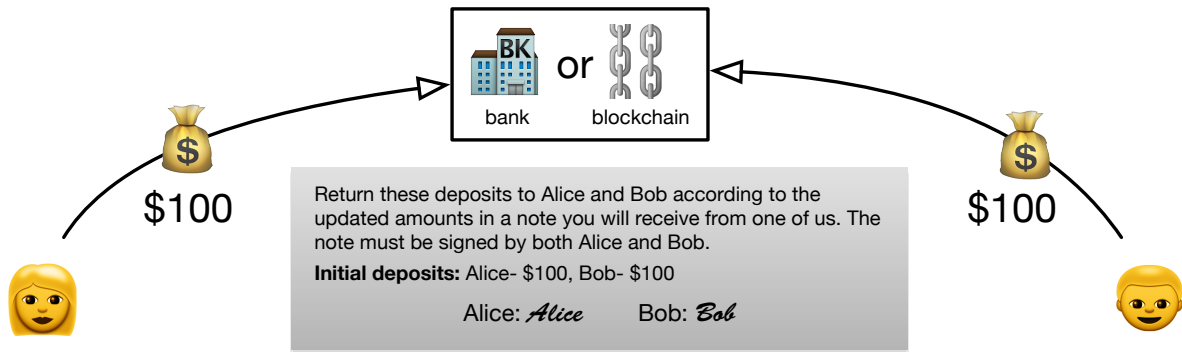 BK
or
bank
blockchain
$
$100
$
$100
Return these deposits to Alice and Bob according to the
updated amounts in a note you will receive from one of us. The
note must be signed by both Alice and Bob.
Initial deposits: Alice- $100, Bob- $100
Alice: Alice Bob: Bob